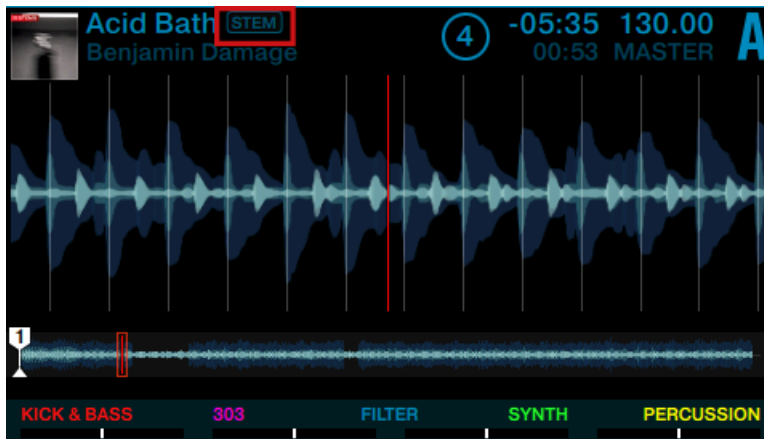 Acid Bath STEM
Benjamin Damage
4
-05:35 130.00
00:53 MASTER
A
1
KICK & BASS 303 FILTER SYNTH PERCUSSION